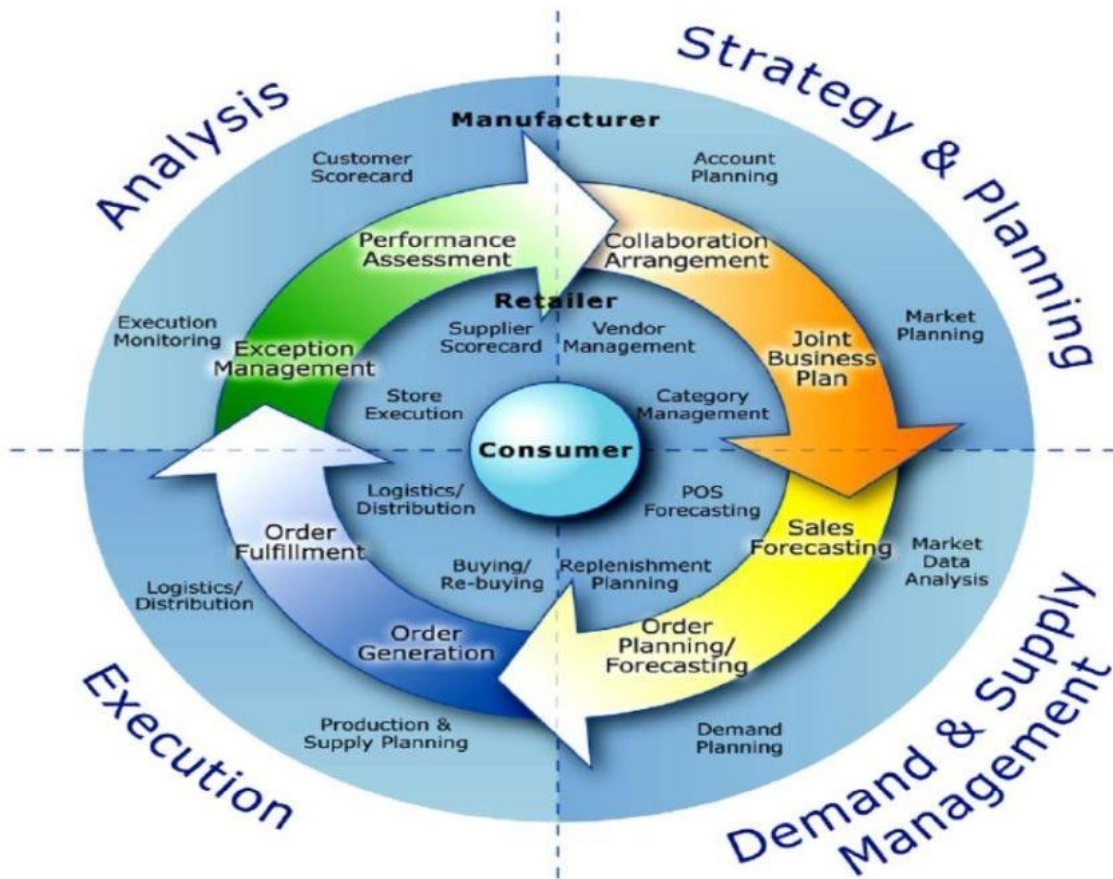 Analysis
Strategy & Planning
Manufacturer
Customer
Scorecard
Account
Planning
Performance
Assessment
Collaboration
Arrangement
Retailer
Execution
Monitoring
Supplier
Scorecard
Vendor
Management
Market
Planning
Exception
Management
Joint
Business
Plan
Store
Execution
Category
Management
Consumer
Logistics/
Distribution
POS
Forecasting
Order
Fulfillment
Sales
Forecasting
Market
Data
Analysis
Buying/
Re-buying
Replenishment
Planning
Logistics/
Distribution
Order
Generation
Order
Planning/
Forecasting
Production &
Supply Planning
Demand
Planning
Execution
Demand & Supply
Management